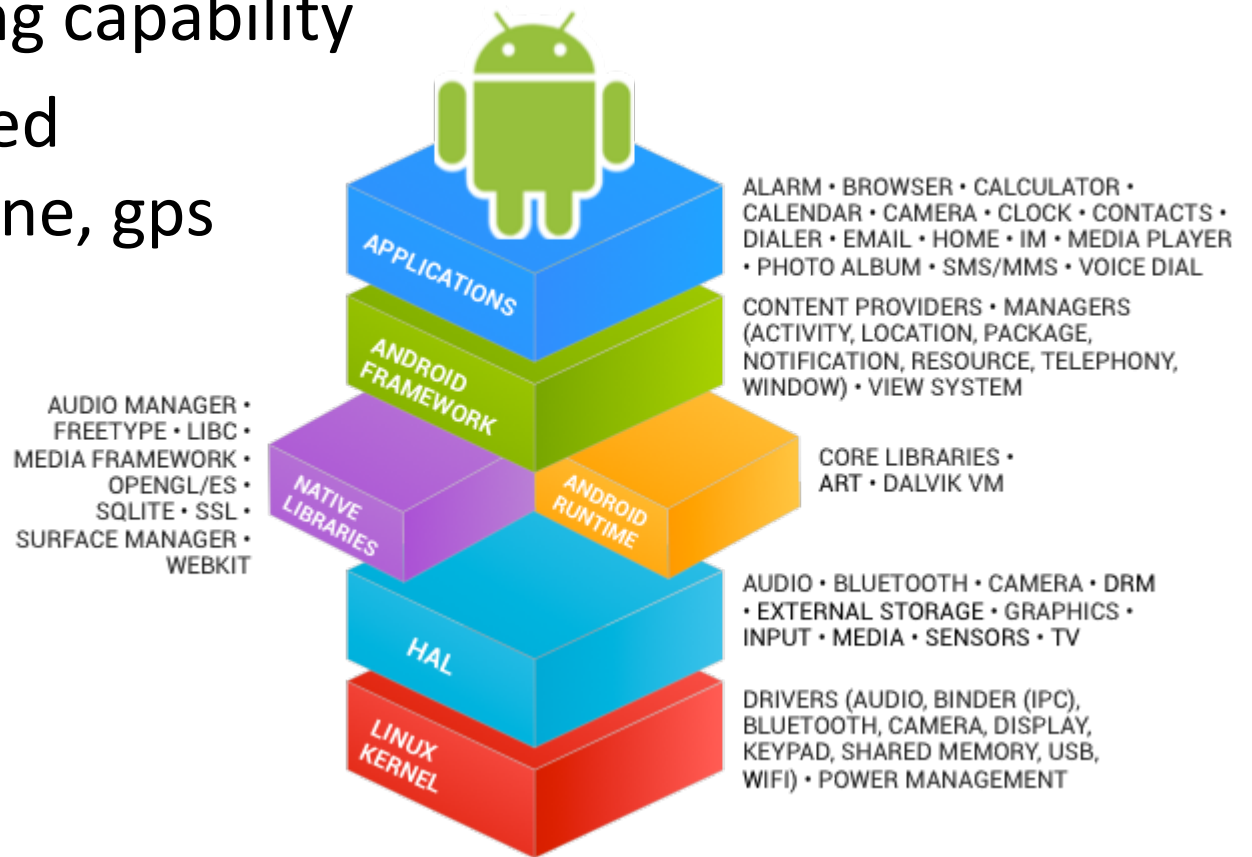 ng capability
ed
ne, gps
APPLICATIONS
ALARM • BROWSER • CALCULATOR •
CALENDAR • CAMERA • CLOCK • CONTACTS •
DIALER • EMAIL • HOME • IM • MEDIA PLAYER
• PHOTO ALBUM • SMS/MMS • VOICE DIAL
ANDROID
FRAMEWORK
CONTENT PROVIDERS • MANAGERS
(ACTIVITY, LOCATION, PACKAGE,
NOTIFICATION, RESOURCE, TELEPHONY,
WINDOW) • VIEW SYSTEM
AUDIO MANAGER •
FREETYPE • LIBC •
MEDIA FRAMEWORK •
OPENGL/ES •
SQLITE • SSL •
SURFACE MANAGER •
WEBKIT
NATIVE
LIBRARIES
ANDROID
RUNTIME
CORE LIBRARIES •
ART • DALVIK VM
HAL
AUDIO • BLUETOOTH • CAMERA • DRM
• EXTERNAL STORAGE • GRAPHICS •
INPUT • MEDIA • SENSORS • TV
LINUX
KERNEL
DRIVERS (AUDIO, BINDER (IPC),
BLUETOOTH, CAMERA, DISPLAY,
KEYPAD, SHARED MEMORY, USB,
WIFI) • POWER MANAGEMENT